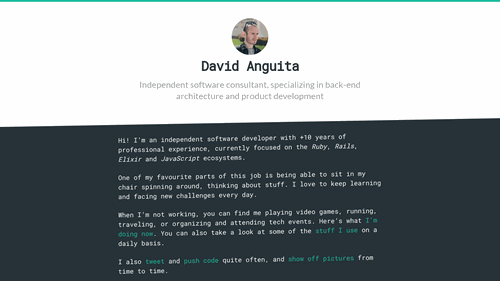 David Anguita
Independent software consultant, specializing in back-end
architecture and product development
Hi! I'm an independent software developer with +10 years of
professional experience, currently focused on the Ruby, Rails,
Elixir and JavaScript ecosystems.
One of my favourite parts of this job is being able to sit in my
chair spinning around, thinking about stuff. I love to keep learning
and facing new challenges every day.
When I'm not working, you can find me playing video games, running,
traveling, or organizing and attending tech events. Here's what I'm
doing now. You can also take a look at some of the stuff I use on a
daily basis.
I also tweet and push code quite often, and show off pictures from
time to time.